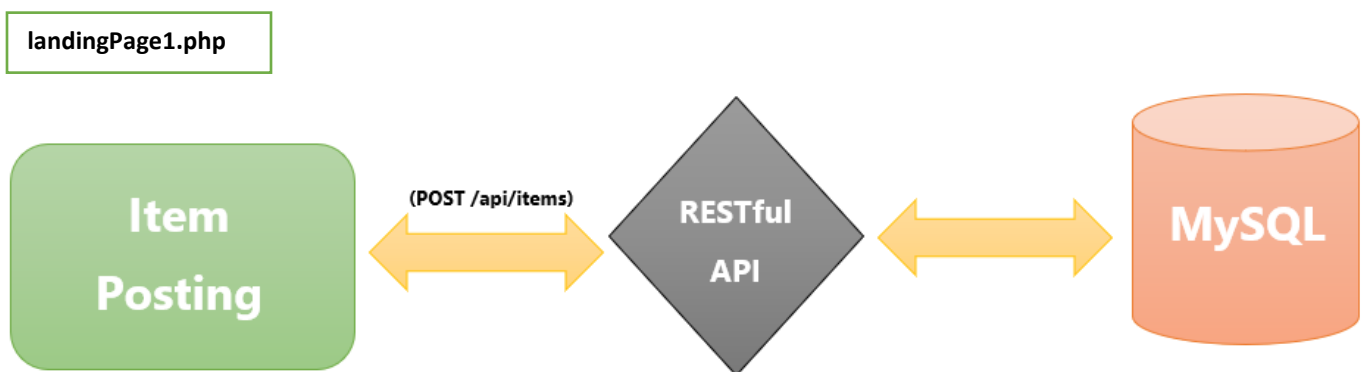 landingPage1.php
Item
Posting
(POST /api/items)
RESTful
API
MySQL